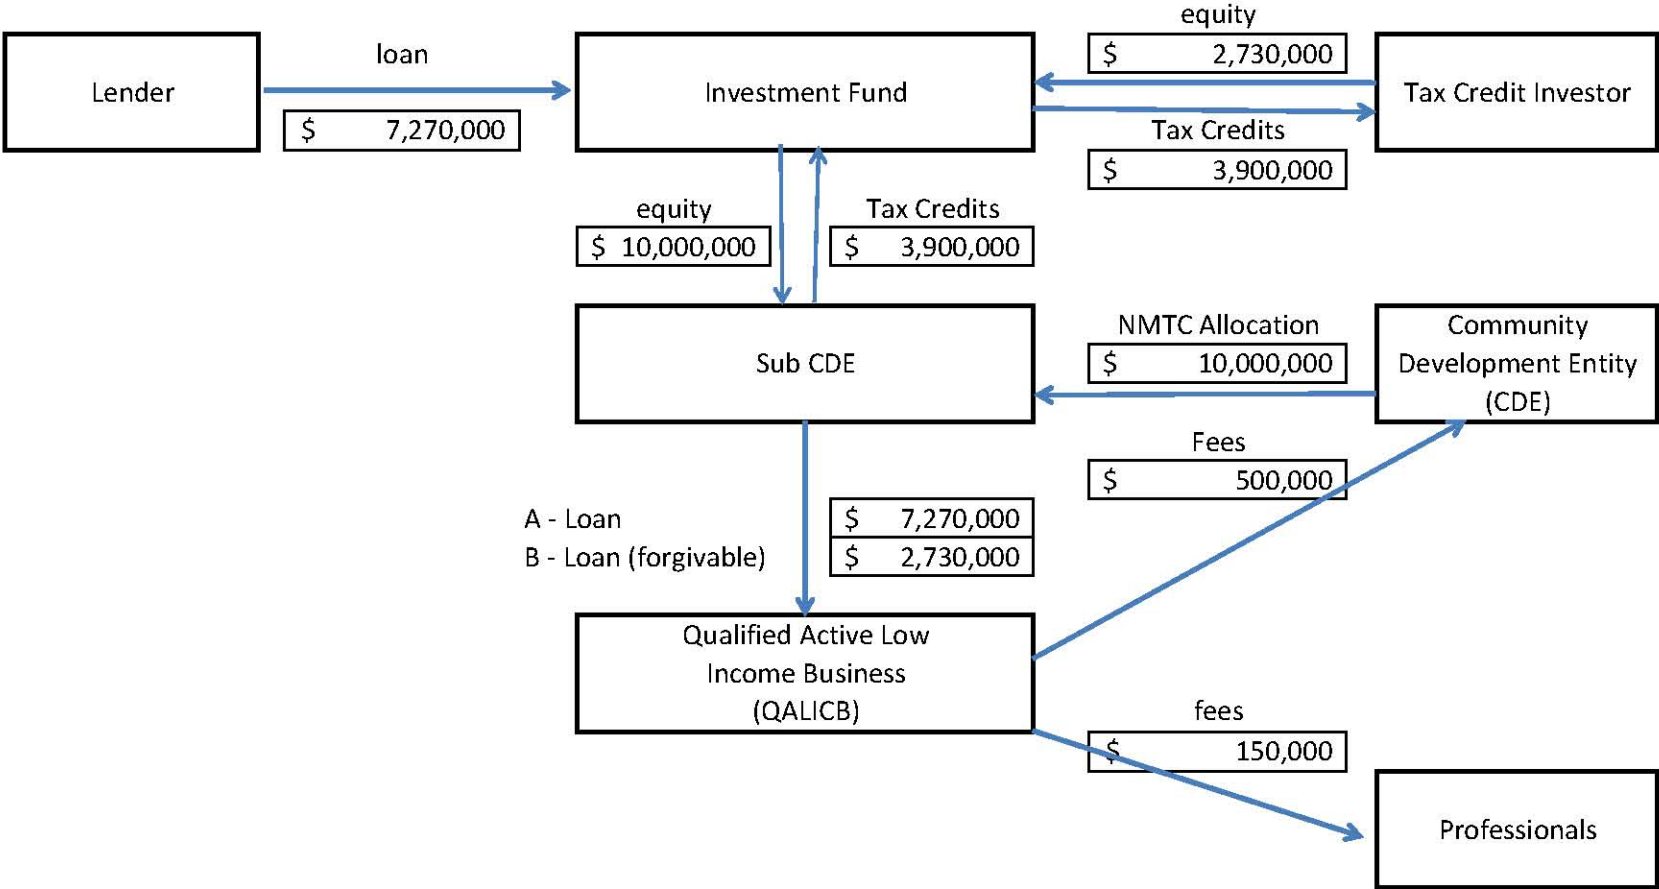 equity
$ 2,730,000
loan
Lender
Investment Fund
Tax Credit Investor
$ 7,270,000
Tax Credits
$ 3,900,000
equity
Tax Credits
$ 10,000,000
$ 3,900,000
NMTC Allocation
$ 10,000,000
Community
Development Entity
(CDE)
Sub CDE
Fees
$ 500,000
A - Loan
$ 7,270,000
B - Loan (forgivable)
$ 2,730,000
Qualified Active Low
Income Business
(QALICB)
fees
$ 150,000
Professionals